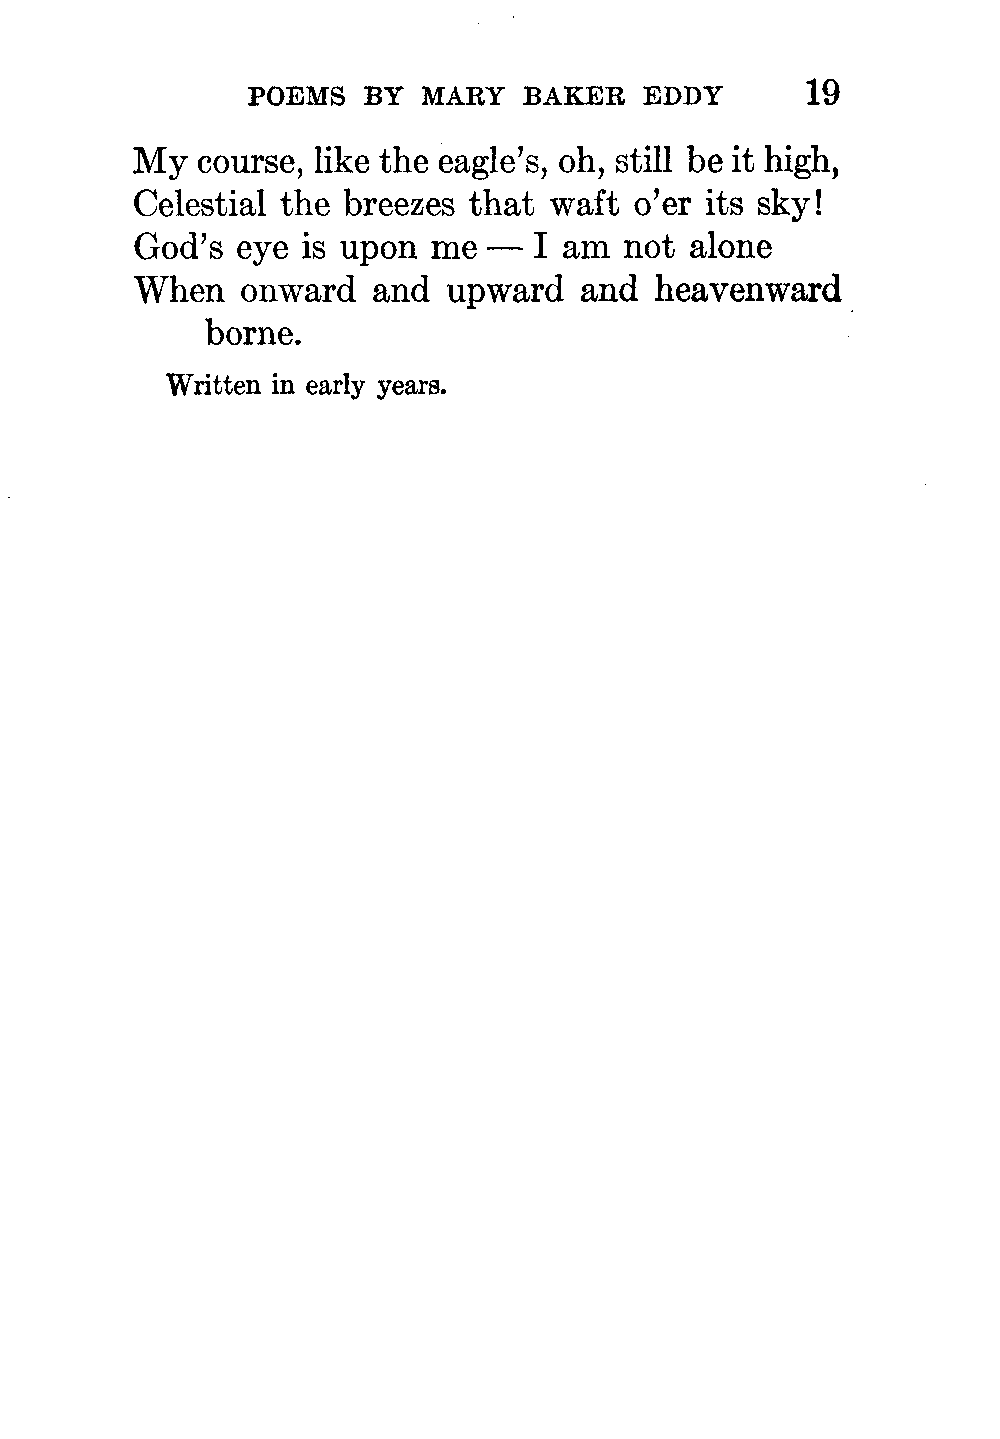 POEMS BY MARY BAKER EDDY 19
My course, like the eagle's, oh, still be it high,
Celestial the breezes that waft o'er its sky!
God's eye is upon me — I am not alone
When onward and upward and heavenward
borne.
Written in early years.